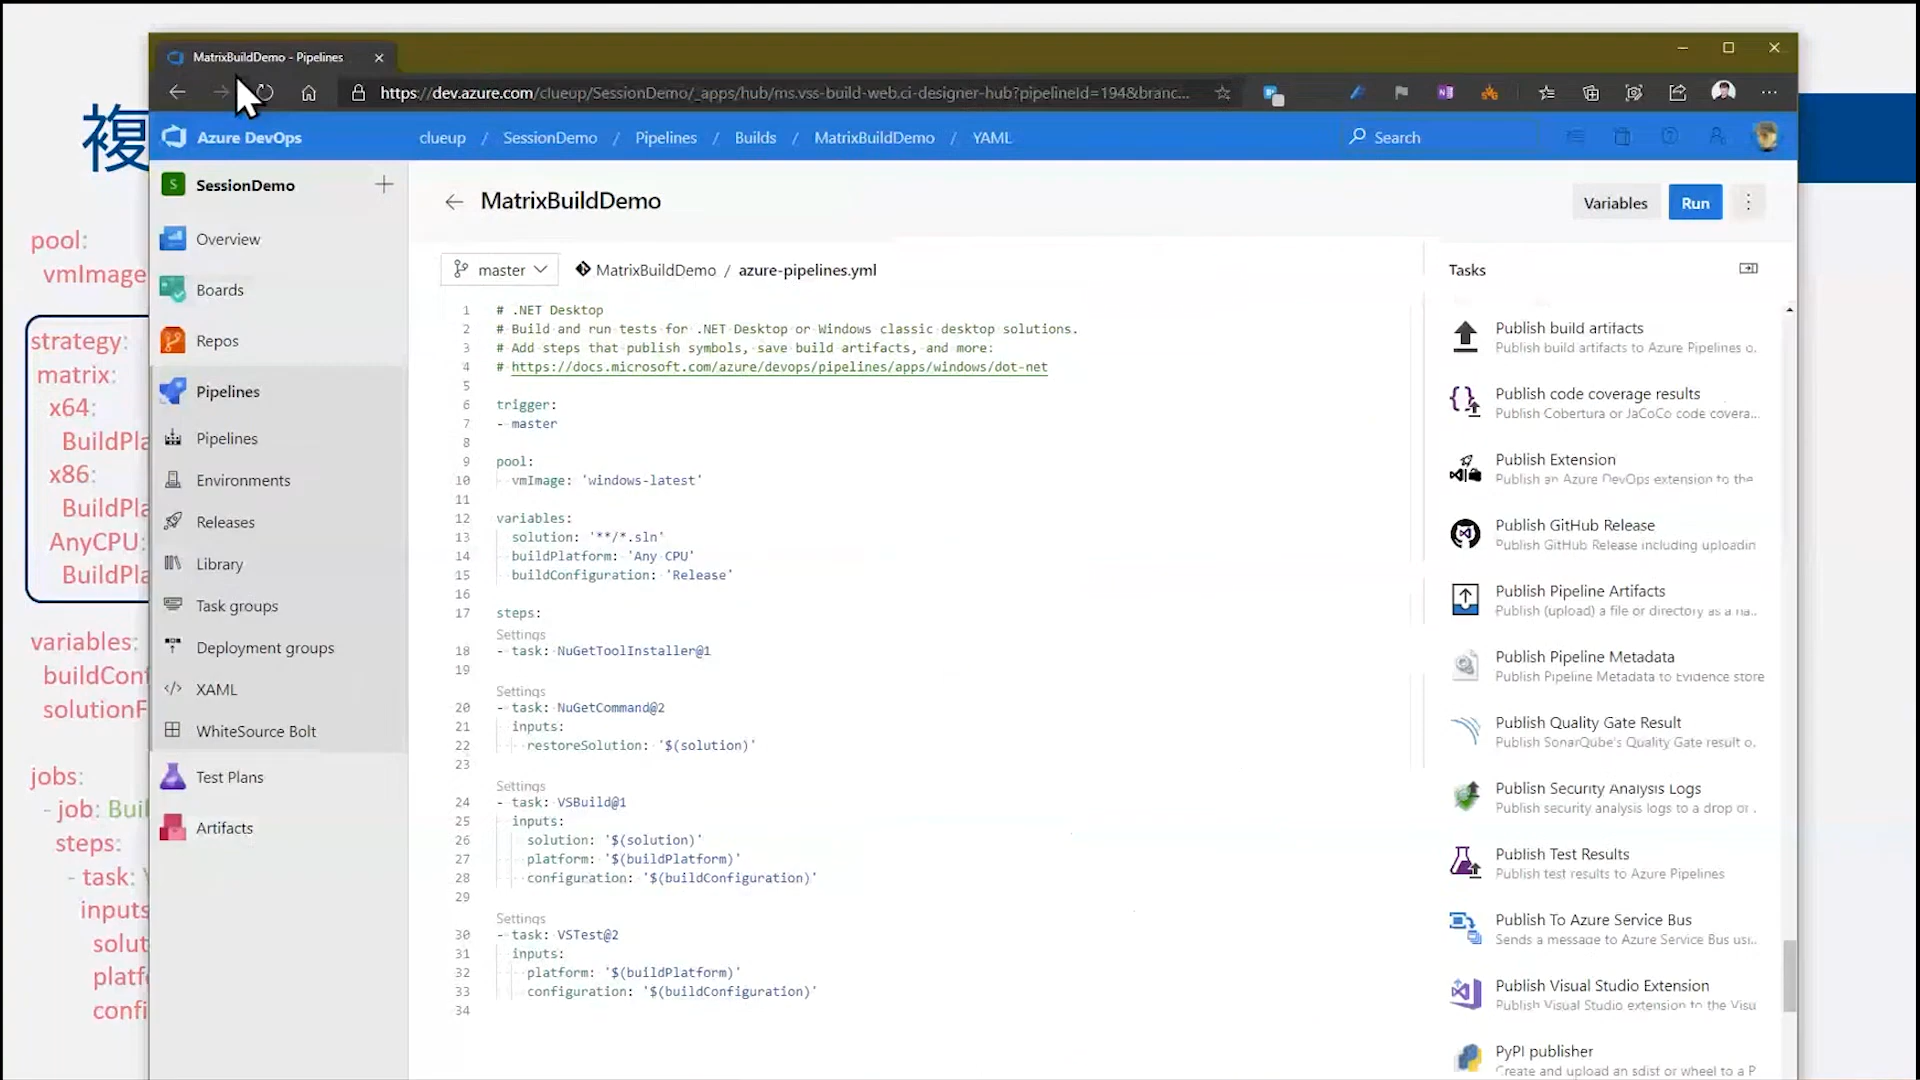 複
pool:
vmImage
strategy:
matrix:
x64:
BuildPla
x86:
BuildPla
AnyCPU:
BuildPla
variables:
buildConf
solutionF
jobs:
- job: Buil
steps:
- task: V
inputs
solut
platf
confi
MatrixBuildDemo - Pipelines
https://dev.azure.com/clueup/SessionDemo/_apps/hub/ms.vss-build-web.ci-designer-hub?pipelineId=194&branc...
Azure DevOps
clueup / SessionDemo / Pipelines / Builds / MatrixBuildDemo / YAML
Search
S SessionDemo
Overview
Boards
Repos
Pipelines
Pipelines
Environments
Releases
Library
Task groups
Deployment groups
XAML
WhiteSource Bolt
Test Plans
Artifacts
MatrixBuildDemo
Variables
Run
master
MatrixBuildDemo / azure-pipelines.yml
1 # .NET Desktop
2 # Build and run tests for .NET Desktop or Windows classic desktop solutions.
3 # Add steps that publish symbols, save build artifacts, and more:
4 # https://docs.microsoft.com/azure/devops/pipelines/apps/windows/dot-net
5
6 trigger:
7 - master
8
9 pool:
10 vmImage: 'windows-latest'
11
12 variables:
13 solution: '**/*.sln'
14 buildPlatform: 'Any CPU'
15 buildConfiguration: 'Release'
16
17 steps:
Settings
18 - task: NuGetToolInstaller@1
19
Settings
20 - task: NuGetCommand@2
21 inputs:
22 restoreSolution: '$(solution)'
23
Settings
24 - task: VSBuild@1
25 inputs:
26 solution: '$(solution)'
27 platform: '$(buildPlatform)'
28 configuration: '$(buildConfiguration)'
29
Settings
30 - task: VSTest@2
31 inputs:
32 platform: '$(buildPlatform)'
33 configuration: '$(buildConfiguration)'
34
Tasks
Publish build artifacts
Publish build artifacts to Azure Pipelines o.
Publish code coverage results
Publish Cobertura or JaCoCo code covera...
Publish Extension
Publish an Azure DevOps extension to the
Publish GitHub Release
Publish GitHub Release including uploadin
Publish Pipeline Artifacts
Publish (upload) a file or directory as a na..
Publish Pipeline Metadata
Publish Pipeline Metadata to Evidence store
Publish Quality Gate Result
Publish SonarQube's Quality Gate result o.
Publish Security Analysis Logs
Publish security analysis logs to a drop or .
Publish Test Results
Publish test results to Azure Pipelines
Publish To Azure Service Bus
Sends a message to Azure Service Bus usi..
Publish Visual Studio Extension
Publish Visual Studio extension to the Visu
PyPI publisher
Create and upload an sdist or wheel to a P